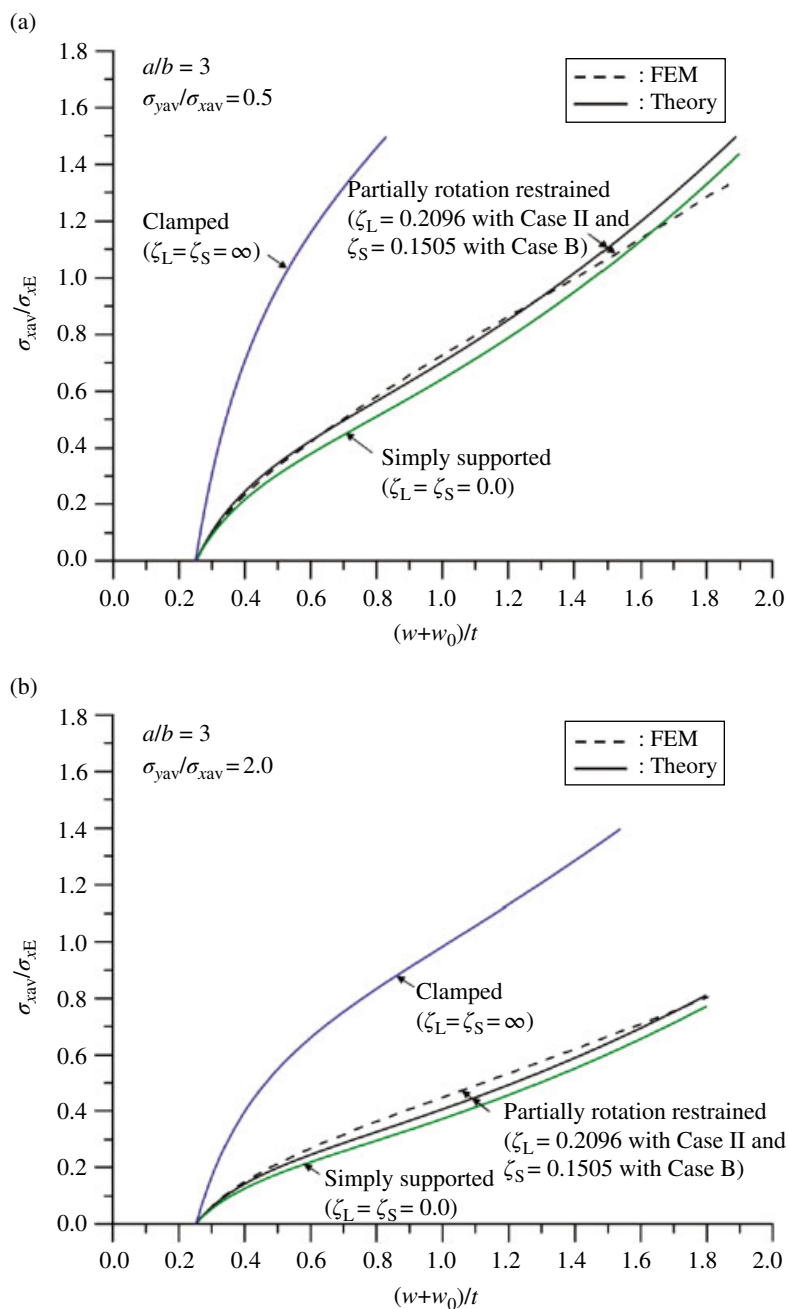 (a)
1.8
1.6
1.4
1.2
1.0
0.8
0.6
0.4
0.2
0.0
σxav/σxE
a/b = 3
σyav/σxav = 0.5
: FEM
: Theory
Clamped
(ζL = ζS = ∞)
Partially rotation restrained
(ζL = 0.2096 with Case II and
ζS = 0.1505 with Case B)
Simply supported
(ζL = ζS = 0.0)
0.0 0.2 0.4 0.6 0.8 1.0 1.2 1.4 1.6 1.8 2.0
(w+w0)/t
(b)
1.8
1.6
1.4
1.2
1.0
0.8
0.6
0.4
0.2
0.0
σxav/σxE
a/b = 3
σyav/σxav = 2.0
: FEM
: Theory
Clamped
(ζL = ζS = ∞)
Partially rotation restrained
(ζL = 0.2096 with Case II and
ζS = 0.1505 with Case B)
Simply supported
(ζL = ζS = 0.0)
0.0 0.2 0.4 0.6 0.8 1.0 1.2 1.4 1.6 1.8 2.0
(w+w0)/t